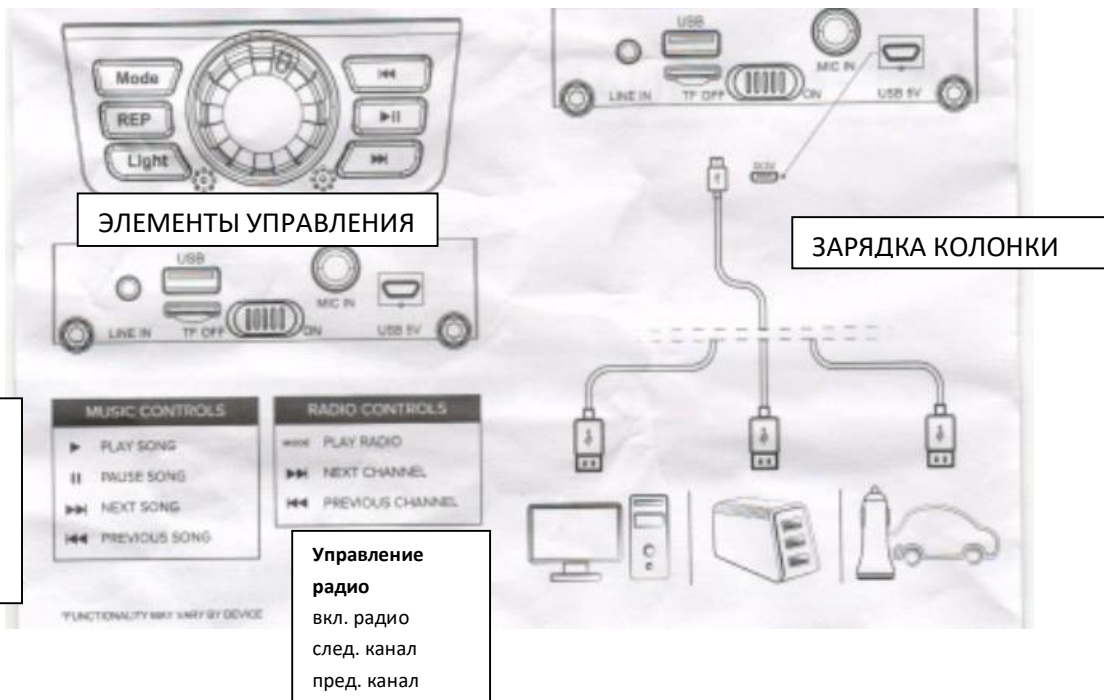 Mode
REP
Light
ЭЛЕМЕНТЫ УПРАВЛЕНИЯ
USB
MIC IN
LINE IN TF OFF ON USB 5V
MUSIC CONTROLS
PLAY SONG
PAUSE SONG
NEXT SONG
PREVIOUS SONG
RADIO CONTROLS
MODE PLAY RADIO
NEXT CHANNEL
PREVIOUS CHANNEL
*FUNCTIONALITY MAY VARY BY DEVICE
Управление
радио
вкл. радио
след. канал
пред. канал
USB
MIC IN
LINE IN TF OFF ON USB 5V
ЗАРЯДКА КОЛОНКИ